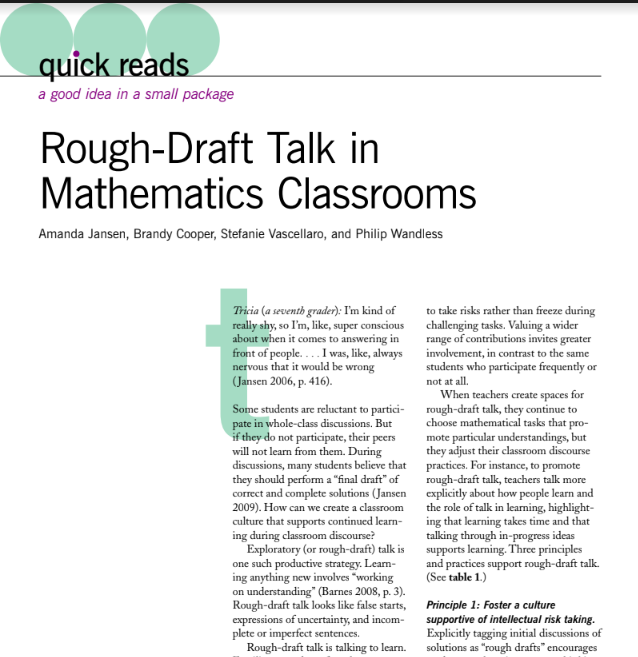 quick reads
a good idea in a small package
Rough-Draft Talk in
Mathematics Classrooms
Amanda Jansen, Brandy Cooper, Stefanie Vascellaro, and Philip Wandless
t
Tricia (a seventh grader): I'm kind of
really shy, so I'm, like, super conscious
about when it comes to answering in
front of people. . . . I was, like, always
nervous that it would be wrong
(Jansen 2006, p. 416).
Some students are reluctant to partici-
pate in whole-class discussions. But
if they do not participate, their peers
will not learn from them. During
discussions, many students believe that
they should perform a “final draft” of
correct and complete solutions (Jansen
2009). How can we create a classroom
culture that supports continued learn-
ing during classroom discourse?
Exploratory (or rough-draft) talk is
one such productive strategy. Learn-
ing anything new involves “working
on understanding” (Barnes 2008, p. 3).
Rough-draft talk looks like false starts,
expressions of uncertainty, and incom-
plete or imperfect sentences.
Rough-draft talk is talking to learn.
to take risks rather than freeze during
challenging tasks. Valuing a wider
range of contributions invites greater
involvement, in contrast to the same
students who participate frequently or
not at all.
When teachers create spaces for
rough-draft talk, they continue to
choose mathematical tasks that pro-
mote particular understandings, but
they adjust their classroom discourse
practices. For instance, to promote
rough-draft talk, teachers talk more
explicitly about how people learn and
the role of talk in learning, highlight-
ing that learning takes time and that
talking through in-progress ideas
supports learning. Three principles
and practices support rough-draft talk.
(See table 1.)
Principle 1: Foster a culture
supportive of intellectual risk taking.
Explicitly tagging initial discussions of
solutions as “rough drafts” encourages